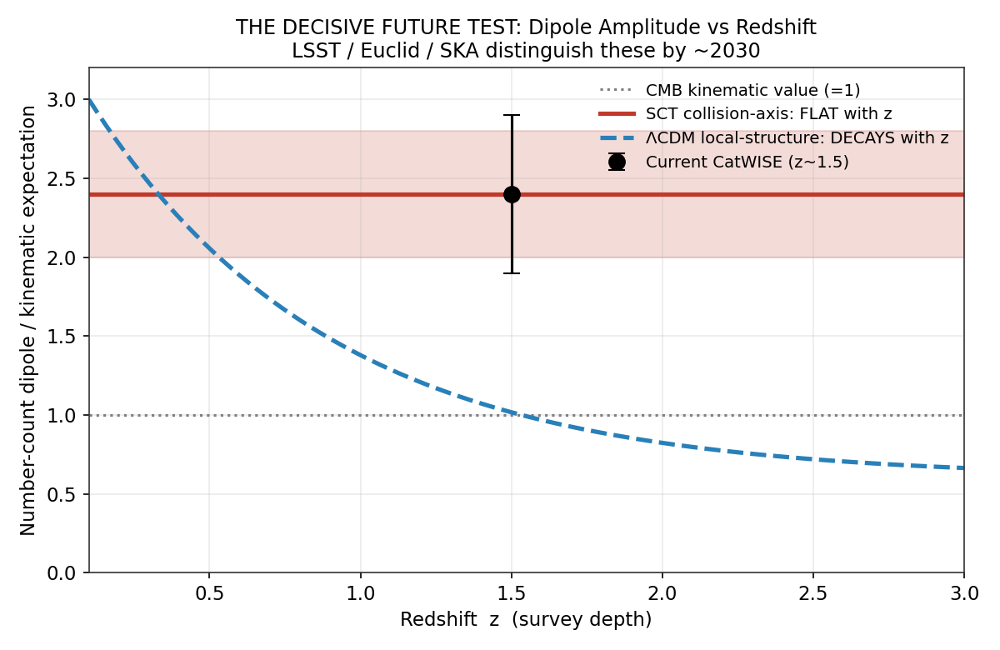 THE DECISIVE FUTURE TEST: Dipole Amplitude vs Redshift
LSST / Euclid / SKA distinguish these by ~2030
CMB kinematic value (=1)
SCT collision-axis: FLAT with z
ΛCDM local-structure: DECAYS with z
Current CatWISE (z~1.5)
Number-count dipole / kinematic expectation
3.0
2.5
2.0
1.5
1.0
0.5
0.0
0.5
1.0
1.5
2.0
2.5
3.0
Redshift  z  (survey depth)